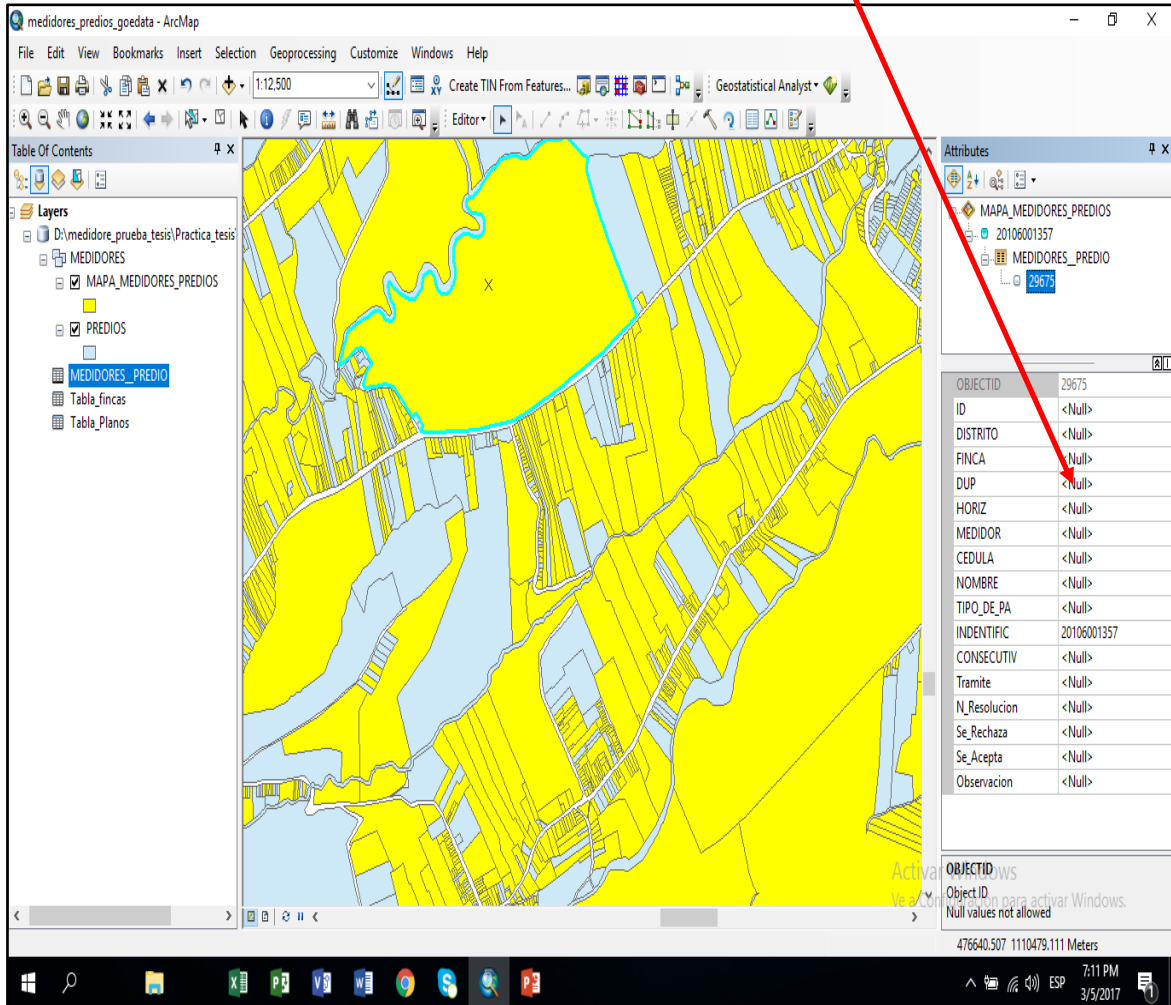 medidores_predios_goedata - ArcMap
File Edit View Bookmarks Insert Selection Geoprocessing Customize Windows Help
1:12,500 Create TIN From Features... Geostatistical Analyst
Editor
Table Of Contents
Layers
D:\medidore_prueba_tesis\Practica_tesis
MEDIDORES
MAPA_MEDIDORES_PREDIOS
PREDIOS
MEDIDORES__PREDIO
Tabla_fincas
Tabla_Planos
X
Attributes
MAPA_MEDIDORES_PREDIOS
20106001357
MEDIDORES__PREDIO
29675
OBJECTID 29675
ID <Null>
DISTRITO <Null>
FINCA <Null>
DUP <Null>
HORIZ <Null>
MEDIDOR <Null>
CEDULA <Null>
NOMBRE <Null>
TIPO_DE_PA <Null>
INDENTIFIC 20106001357
CONSECUTIV <Null>
Tramite <Null>
N_Resolucion <Null>
Se_Rechaza <Null>
Se_Acepta <Null>
Observacion <Null>
OBJECTID
Object ID
Null values not allowed
Activar Windows
Ve a Configuración para activar Windows.
476640.507 1110479.111 Meters
ESP
7:11 PM
3/5/2017
1